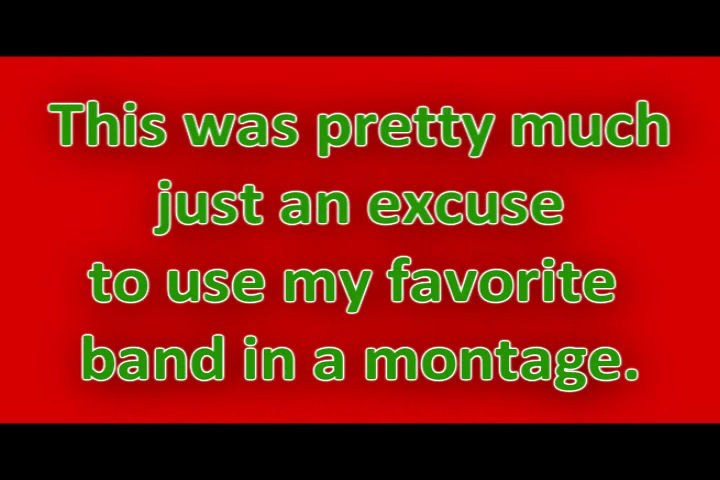 This was pretty much
just an excuse
to use my favorite
band in a montage.